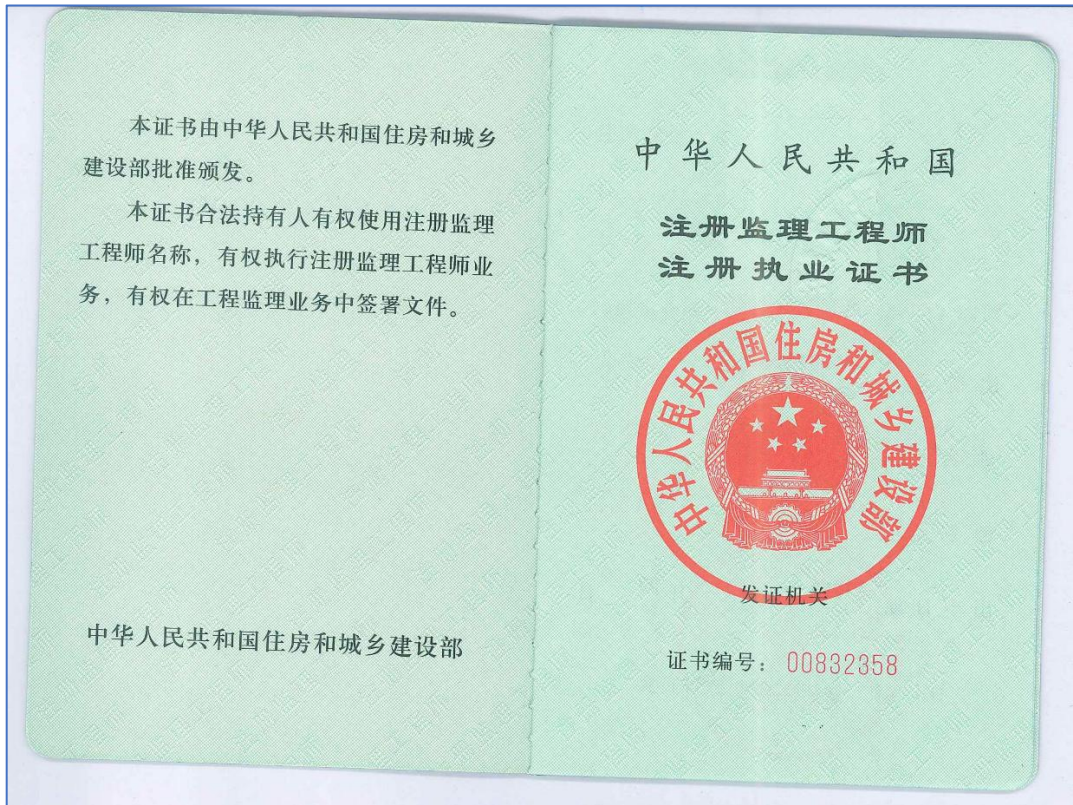 本证书由中华人民共和国住房和城乡
建设部批准颁发。
本证书合法持有人有权使用注册监理
工程师名称，有权执行注册监理工程师业
务，有权在工程监理业务中签署文件。
中华人民共和国住房和城乡建设部
中华人民共和国
注册监理工程师
注册执业证书
中华人民共和国住房和城乡建设部
发证机关
证书编号：00832358